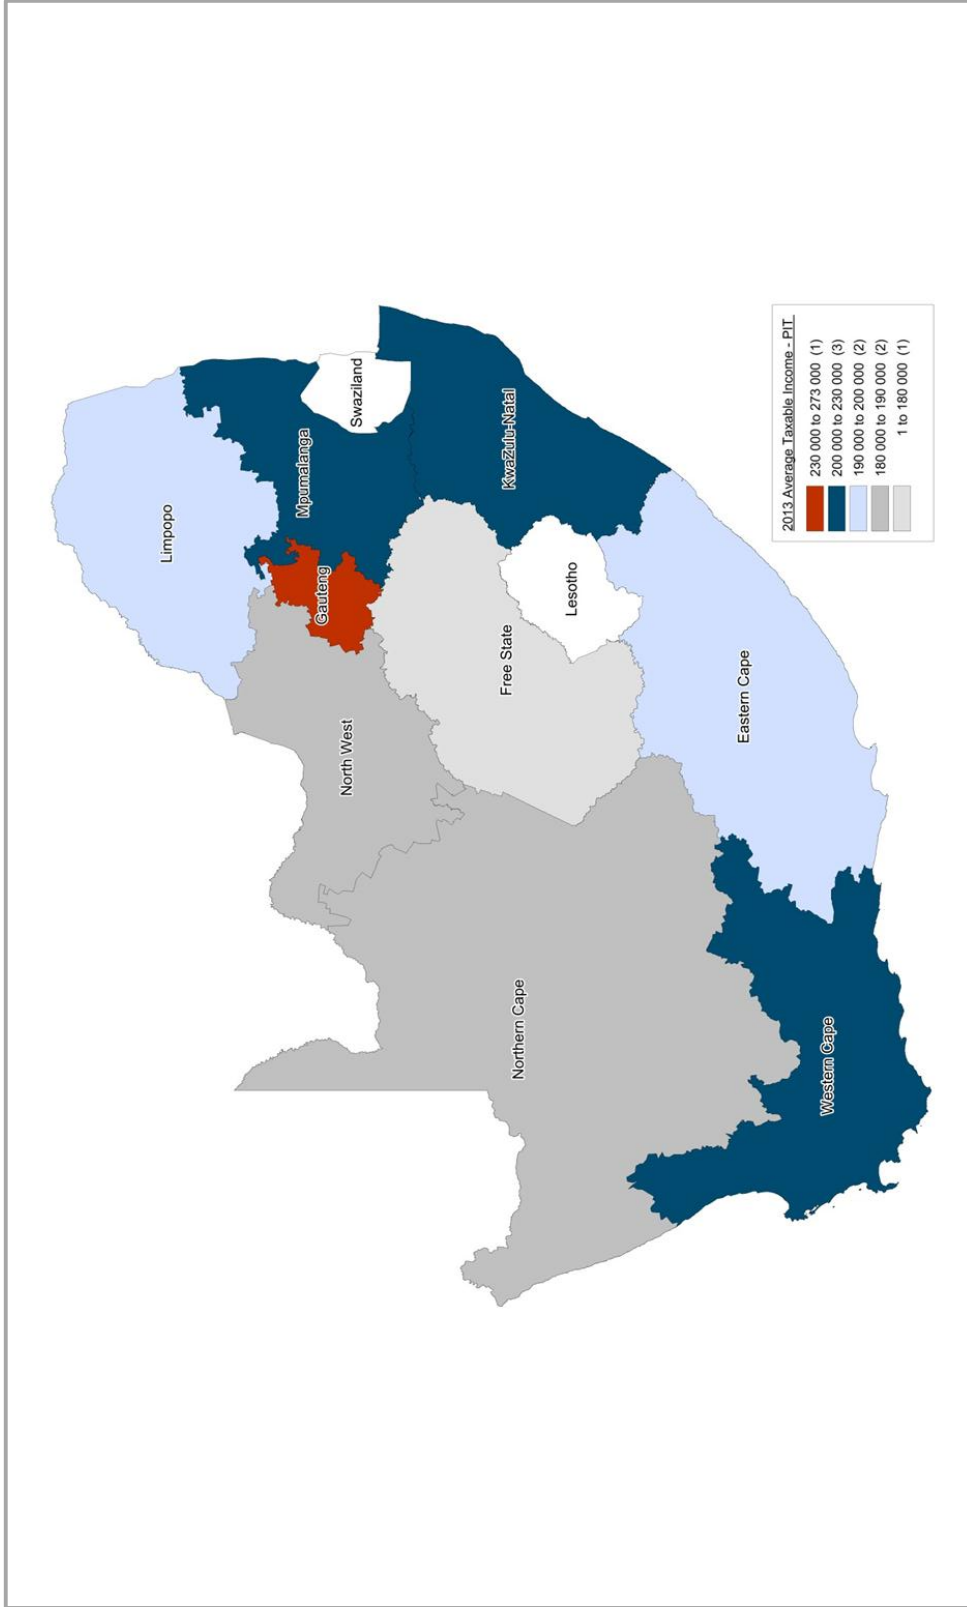 Limpopo
Mpumalanga
Gauteng
Swaziland
North West
KwaZulu-Natal
Free State
Lesotho
Northern Cape
Eastern Cape
Western Cape
2013 Average Taxable Income - PIT
230 000 to 273 000 (1)
200 000 to 230 000 (3)
190 000 to 200 000 (2)
180 000 to 190 000 (2)
1 to 180 000 (1)